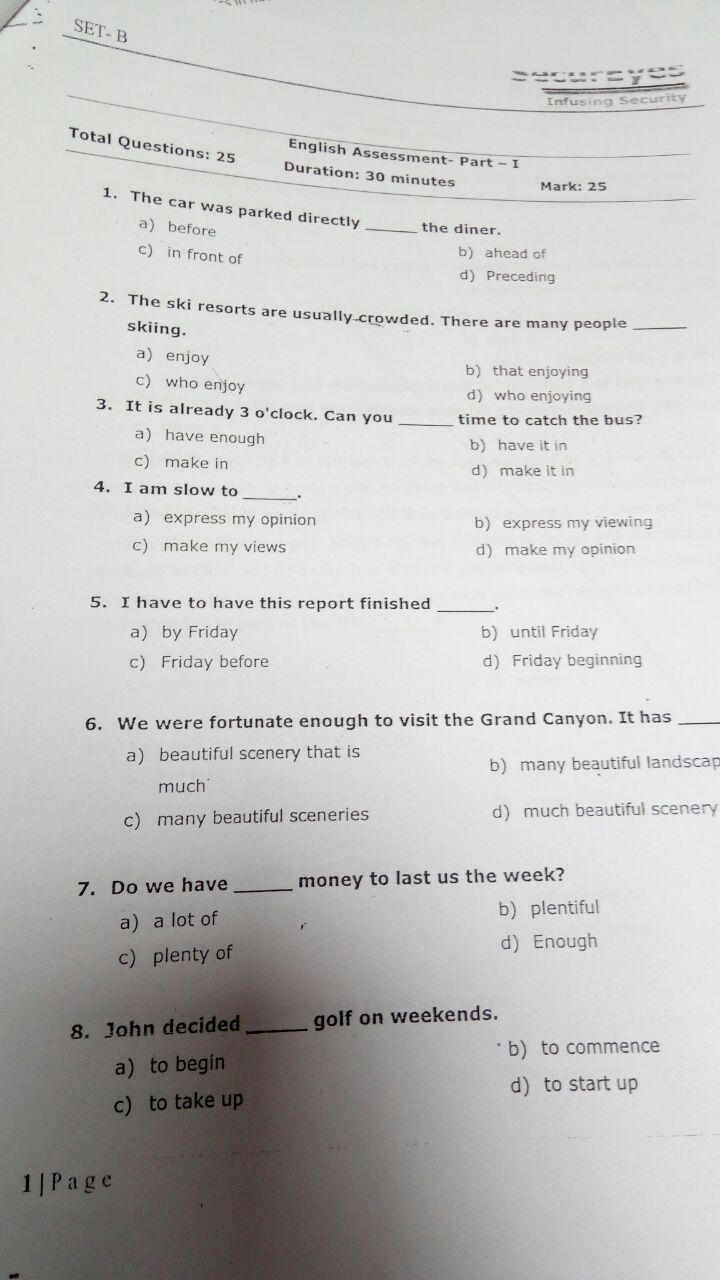 SET- B
secureyes
Infusing Security
Total Questions: 25
English Assessment- Part – I
Duration: 30 minutes
Mark: 25
1. The car was parked directly ______ the diner.
a) before
b) ahead of
c) in front of
d) Preceding
2. The ski resorts are usually crowded. There are many people ______
skiing.
a) enjoy
b) that enjoying
c) who enjoy
d) who enjoying
3. It is already 3 o'clock. Can you ______ time to catch the bus?
a) have enough
b) have it in
c) make in
d) make it in
4. I am slow to ______.
a) express my opinion
b) express my viewing
c) make my views
d) make my opinion
5. I have to have this report finished ______.
a) by Friday
b) until Friday
c) Friday before
d) Friday beginning
6. We were fortunate enough to visit the Grand Canyon. It has ____
a) beautiful scenery that is
much
b) many beautiful landscap
c) many beautiful sceneries
d) much beautiful scenery
7. Do we have ______ money to last us the week?
a) a lot of
b) plentiful
c) plenty of
d) Enough
8. John decided ______ golf on weekends.
a) to begin
b) to commence
c) to take up
d) to start up
1 | Page